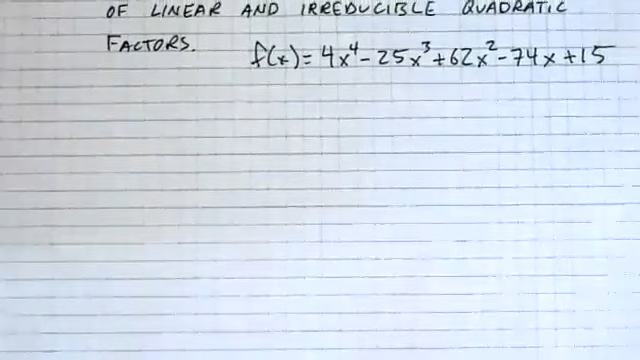 OF LINEAR AND IRREDUCIBLE QUADRATIC
FACTORS. f(x)= 4x⁴-25x³+62x²-74x+15